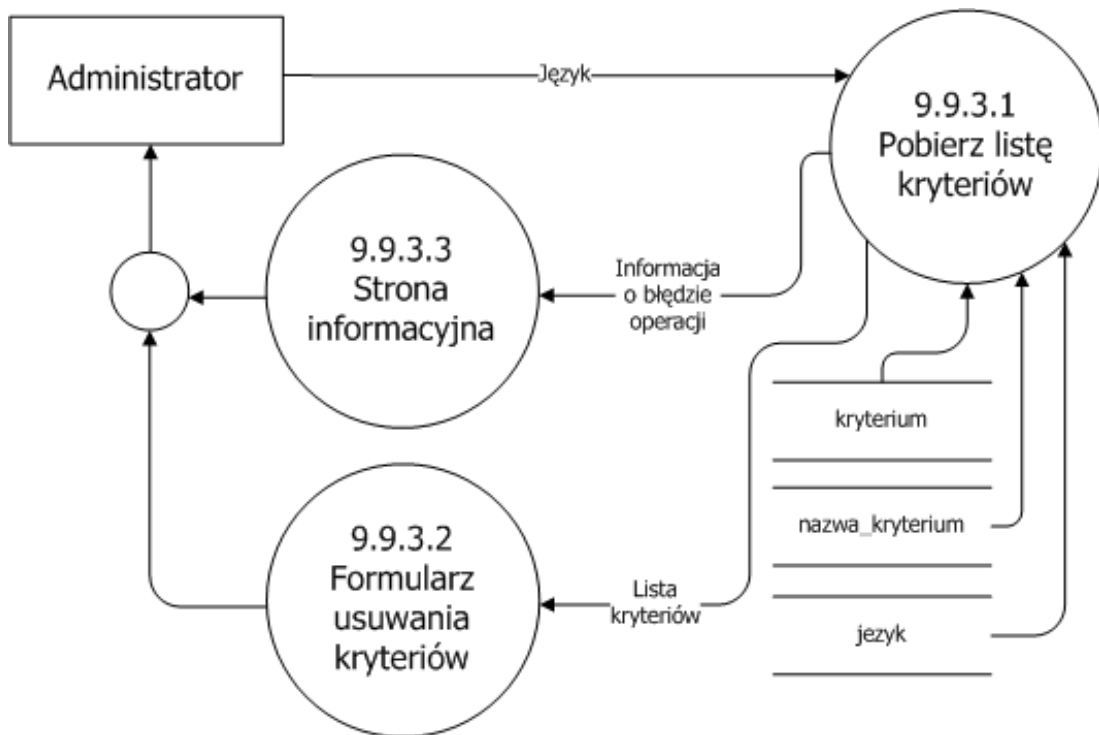 Administrator
Język
9.9.3.1
Pobierz listę
kryteriów
9.9.3.3
Strona
informacyjna
Informacja
o błędzie
operacji
kryterium
nazwa_kryterium
9.9.3.2
Formularz
usuwania
kryteriów
Lista
kryteriów
jezyk